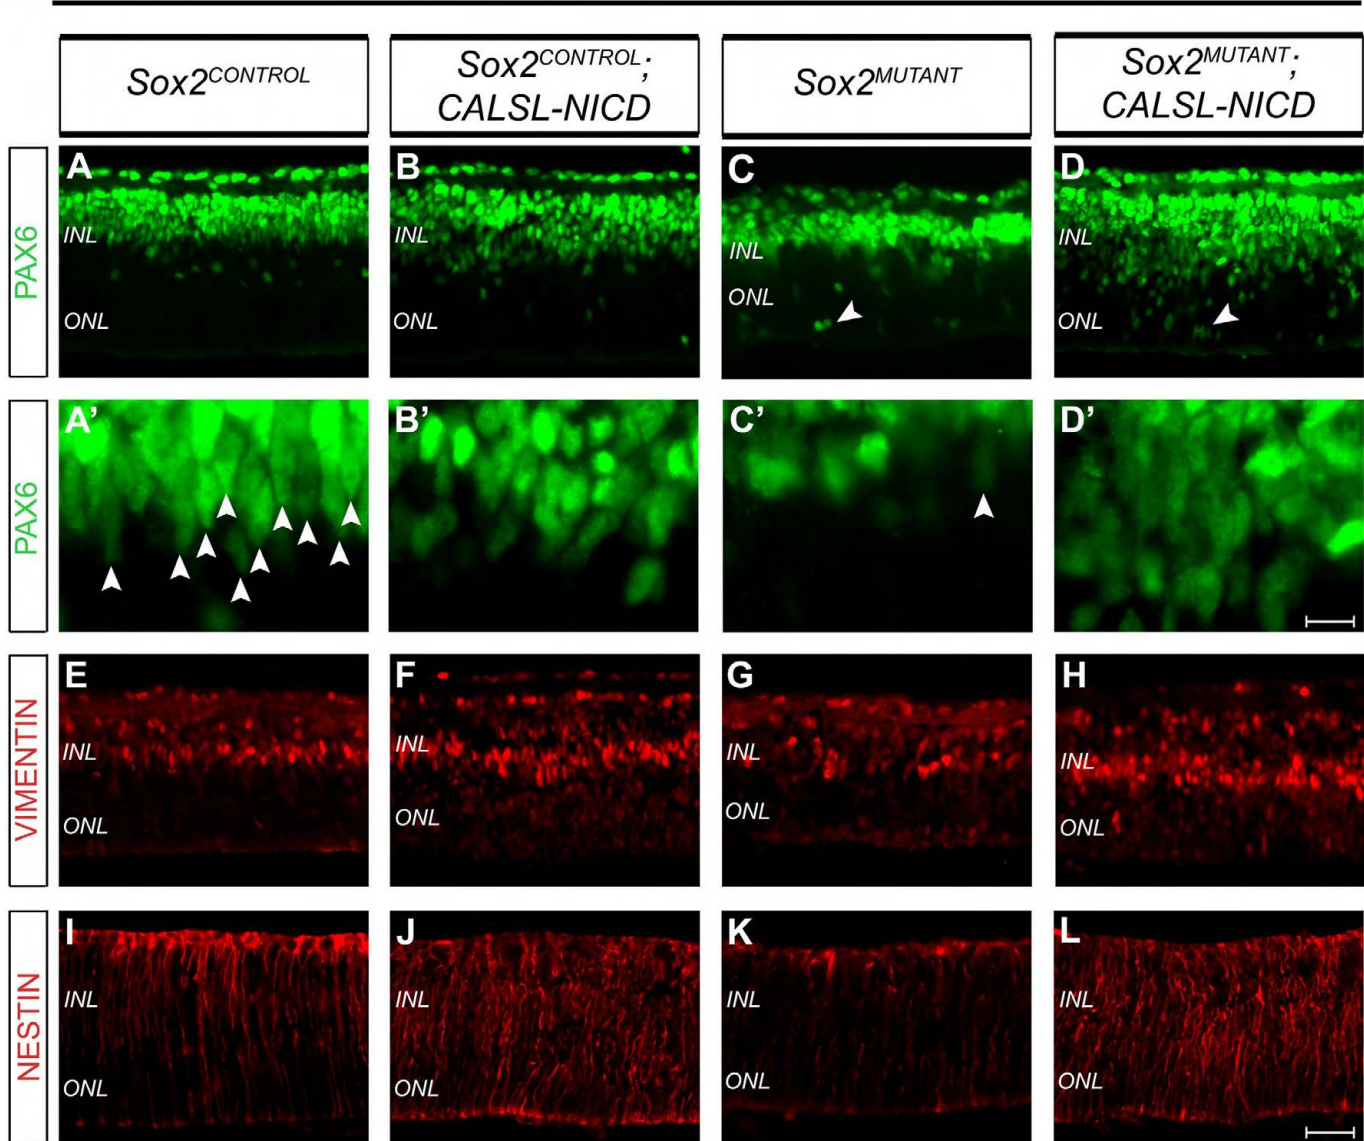 Sox2CONTROL
Sox2CONTROL;
CALSL-NICD
Sox2MUTANT
Sox2MUTANT;
CALSL-NICD
PAX6
A
INL
ONL
B
INL
ONL
C
INL
ONL
D
INL
ONL
PAX6
A’
B’
C’
D’
VIMENTIN
E
INL
ONL
F
INL
ONL
G
INL
ONL
H
INL
ONL
NESTIN
I
INL
ONL
J
INL
ONL
K
INL
ONL
L
INL
ONL